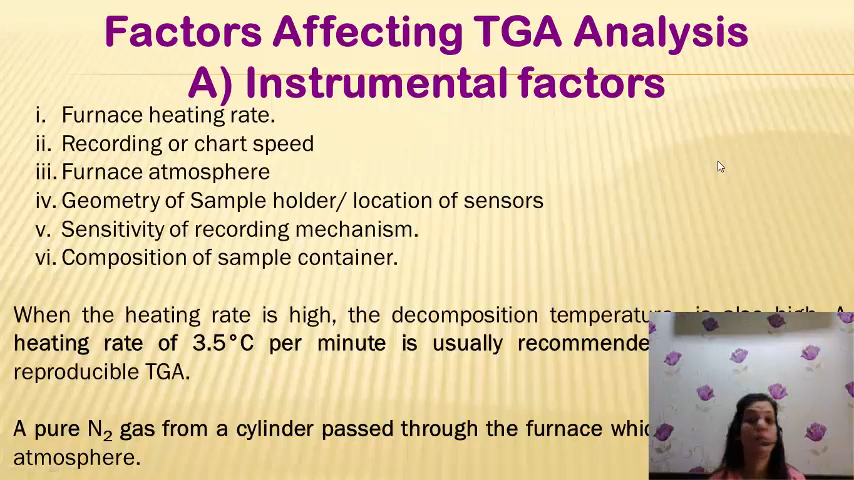 Factors Affecting TGA Analysis
A) Instrumental factors
i. Furnace heating rate.
ii. Recording or chart speed
iii. Furnace atmosphere
iv. Geometry of Sample holder/ location of sensors
v. Sensitivity of recording mechanism.
vi. Composition of sample container.
When the heating rate is high, the decomposition temperature is also high. A
heating rate of 3.5°C per minute is usually
reproducible TGA.
A pure N₂ gas from a cylinder passed through the furnace
atmosphere.